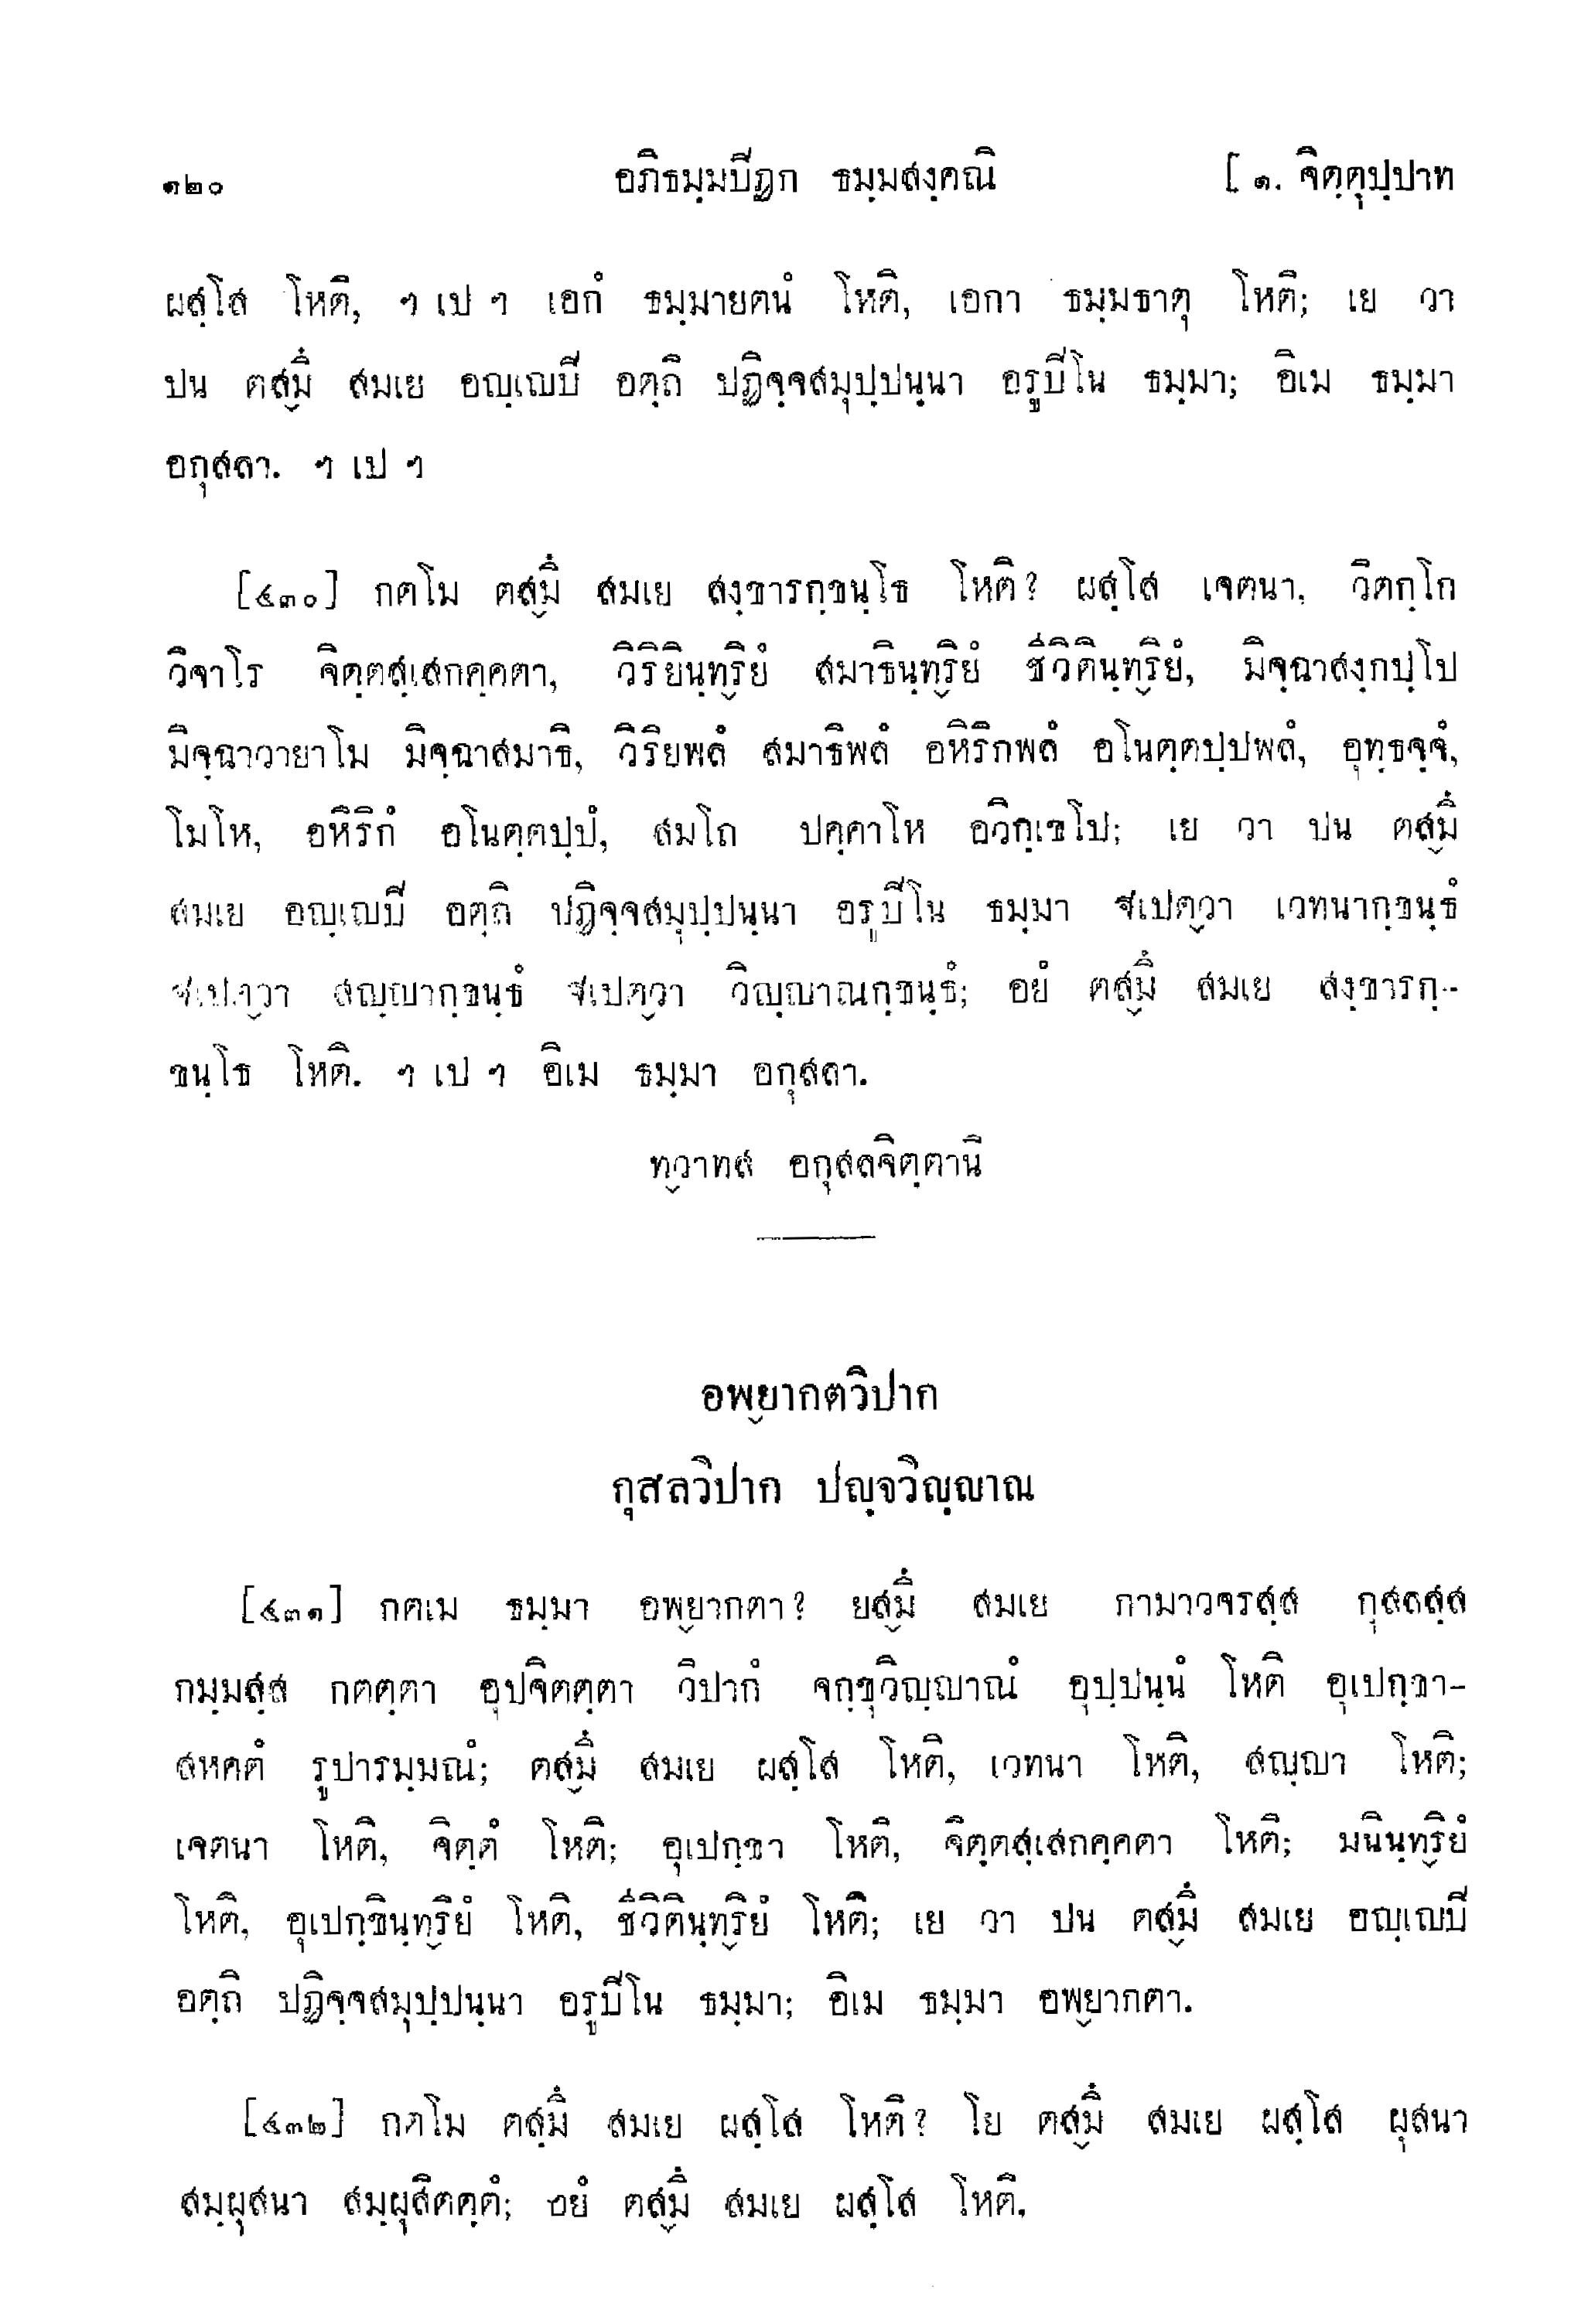 ๑๒๐ อภิธมฺมปิฏก ธมฺมสงฺคณิ [ ๑. จิตฺตุปฺปาท
ผสฺโส โหติ, ฯ เป ฯ เอกํ ธมฺมายตนํ โหติ, เอกา ธมฺมธาตุ โหติ; เย วา
ปน ตส๎มึ สมเย อญฺเญปิ อตฺถิ ปฏิจฺจสมุปฺปนฺนา อรูปิโน ธมฺมา; อิเม ธมฺมา
อกุสลา. ฯ เป ฯ
[๔๓๐] กตโม ตส๎มึ สมเย สงฺขารกฺขนฺโธ โหติ? ผสฺโส เจตนา, วิตกฺโก
วิจาโร จิตฺตสฺเสกคฺคตา, วิริยินฺท๎ริยํ สมาธินฺท๎ริยํ ชีวิตินฺท๎ริยํ, มิจฺฉาสงฺกปฺโป
มิจฺฉาวายาโม มิจฺฉาสมาธิ, วิริยพลํ สมาธิพลํ อหิริกพลํ อโนตฺตปฺปพลํ, อุทฺธจฺจํ,
โมโห, อหิริกํ อโนตฺตปฺปํ, สมโถ ปคฺคาโห อวิกฺเขโป; เย วา ปน ตส๎มึ
สมเย อญฺเญปิ อตฺถิ ปฏิจฺจสมุปฺปนฺนา อรูปิโน ธมฺมา ฐเปต๎วา เวทนากฺขนฺธํ
ฐเปต๎วา สญฺญากฺขนฺธํ ฐเปต๎วา วิญฺญาณกฺขนฺธํ; อยํ ตส๎มึ สมเย สงฺขารกฺ-
ขนฺโธ โหติ. ฯ เป ฯ อิเม ธมฺมา อกุสลา.
ท๎วาทส อกุสลจิตฺตานิ
อพ๎ยากตวิปาก
กุสลวิปาก ปญฺจวิญฺญาณ
[๔๓๑] กตเม ธมฺมา อพ๎ยากตา? ยส๎มึ สมเย กามาวจรสฺส กุสลสฺส
กมฺมสฺส กตตฺตา อุปจิตตฺตา วิปากํ จกฺขุวิญฺญาณํ อุปฺปนฺนํ โหติ อุเปกฺขา-
สหคตํ รูปารมฺมณํ; ตส๎มึ สมเย ผสฺโส โหติ, เวทนา โหติ, สญฺญา โหติ;
เจตนา โหติ, จิตฺตํ โหติ; อุเปกฺขา โหติ, จิตฺตสฺเสกคฺคตา โหติ; มนินฺท๎ริยํ
โหติ, อุเปกฺขินฺท๎ริยํ โหติ, ชีวิตินฺท๎ริยํ โหติ; เย วา ปน ตส๎มึ สมเย อญฺเญปิ
อตฺถิ ปฏิจฺจสมุปฺปนฺนา อรูปิโน ธมฺมา; อิเม ธมฺมา อพ๎ยากตา.
[๔๓๒] กตโม ตสฺมึ สมเย ผสฺโส โหติ? โย ตส๎มึ สมเย ผสฺโส ผุสนา
สมฺผุสนา สมฺผุสิตตฺตํ; อยํ ตส๎มึ สมเย ผสฺโส โหติ.